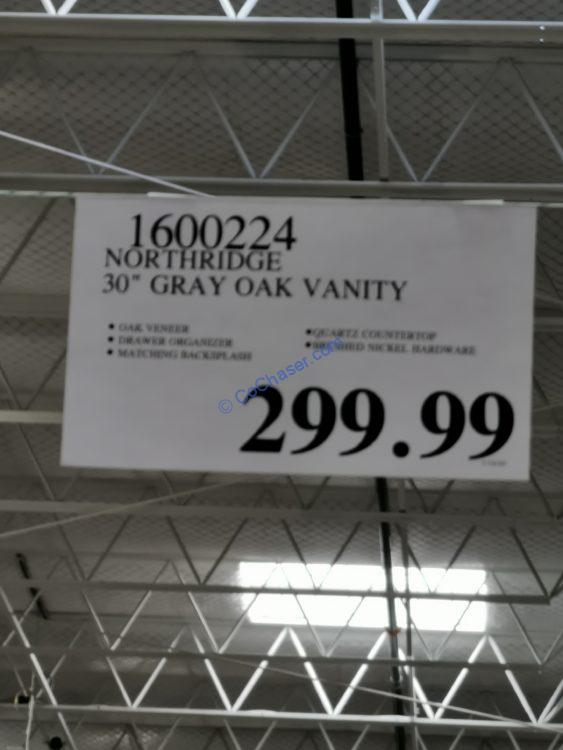 1600224
NORTHRIDGE
30" GRAY OAK VANITY
• OAK VENEER
• DRAWER ORGANIZER
• MATCHING BACKSPLASH
• QUARTZ COUNTERTOP
• BRUSHED NICKEL HARDWARE
© CoChaser.com
299.99